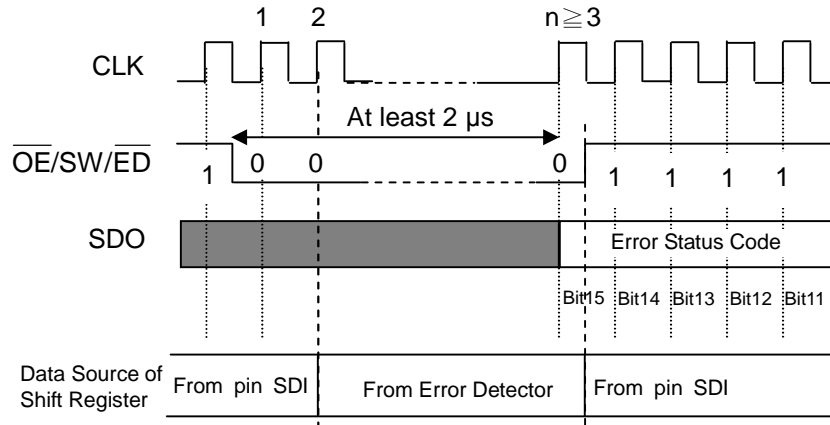 1 2 n≧3
CLK
At least 2 μs
OE/SW/ED
1 0 0 0 1 1 1 1
SDO
Error Status Code
Bit15 Bit14 Bit13 Bit12 Bit11
Data Source of
Shift Register
From pin SDI
From Error Detector
From pin SDI